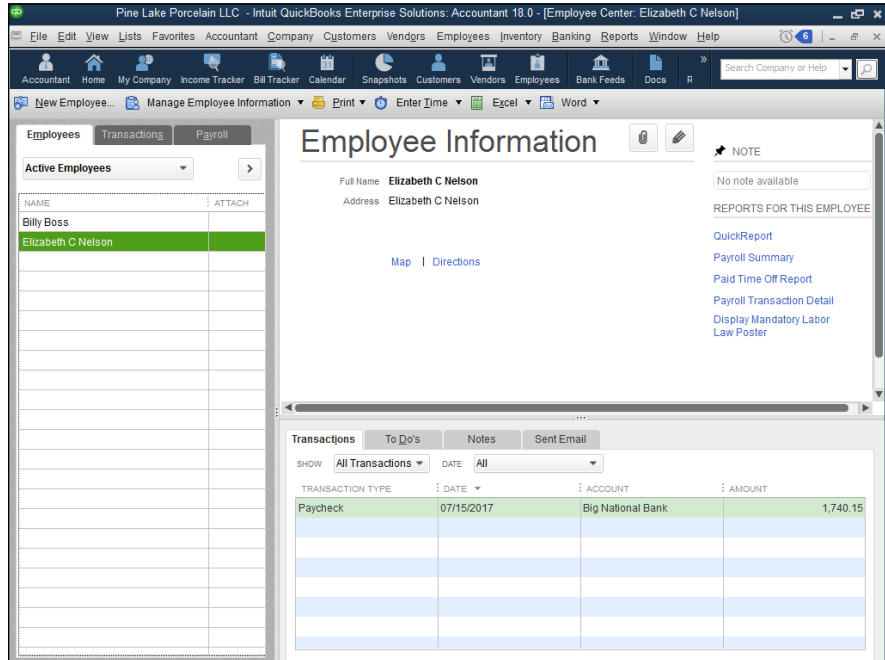 Pine Lake Porcelain LLC - Intuit QuickBooks Enterprise Solutions: Accountant 18.0 - [Employee Center: Elizabeth C Nelson]
File Edit View Lists Favorites Accountant Company Customers Vendors Employees Inventory Banking Reports Window Help 6
Accountant Home My Company Income Tracker Bill Tracker Calendar Snapshots Customers Vendors Employees Bank Feeds Docs R » Search Company or Help
New Employee... Manage Employee Information Print Enter Time Excel Word
Employees Transactions Payroll
Active Employees
NAME ATTACH
Billy Boss
Elizabeth C Nelson
Employee Information
Full Name Elizabeth C Nelson
Address Elizabeth C Nelson
Map | Directions
NOTE
No note available
REPORTS FOR THIS EMPLOYEE
QuickReport
Payroll Summary
Paid Time Off Report
Payroll Transaction Detail
Display Mandatory Labor
Law Poster
Transactions To Do's Notes Sent Email
SHOW All Transactions DATE All
TRANSACTION TYPE DATE ACCOUNT AMOUNT
Paycheck 07/15/2017 Big National Bank 1,740.15